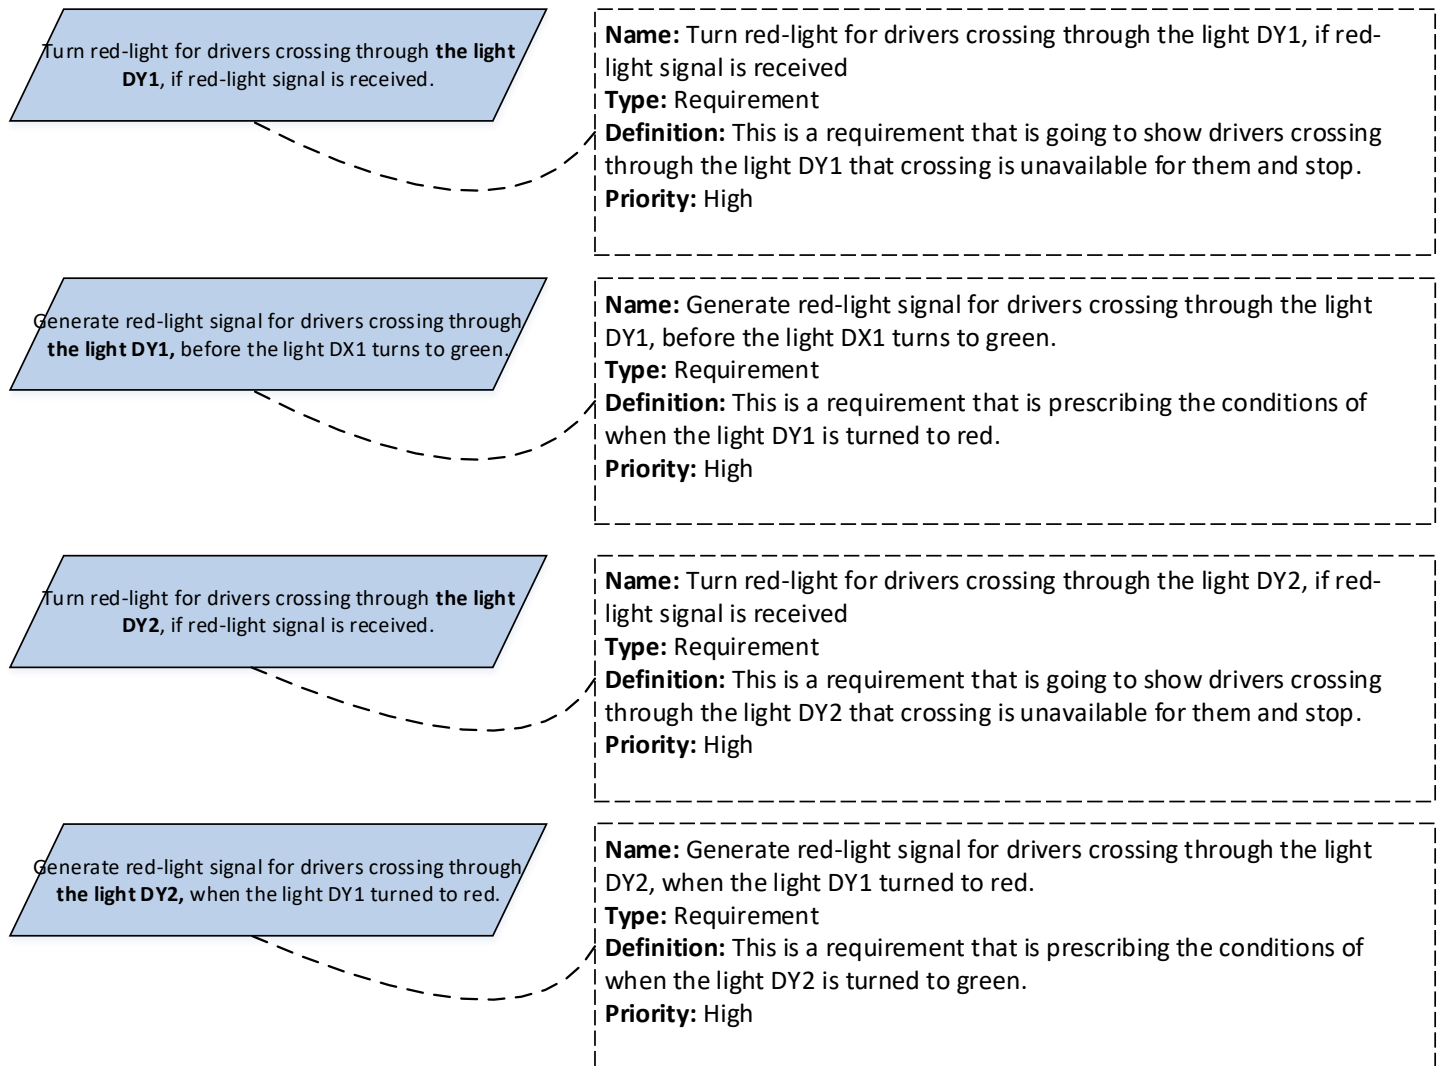 Turn red-light for drivers crossing through the light
DY1, if red-light signal is received.
Name: Turn red-light for drivers crossing through the light DY1, if red-
light signal is received
Type: Requirement
Definition: This is a requirement that is going to show drivers crossing
through the light DY1 that crossing is unavailable for them and stop.
Priority: High
Generate red-light signal for drivers crossing through
the light DY1, before the light DX1 turns to green.
Name: Generate red-light signal for drivers crossing through the light
DY1, before the light DX1 turns to green.
Type: Requirement
Definition: This is a requirement that is prescribing the conditions of
when the light DY1 is turned to red.
Priority: High
Turn red-light for drivers crossing through the light
DY2, if red-light signal is received.
Name: Turn red-light for drivers crossing through the light DY2, if red-
light signal is received
Type: Requirement
Definition: This is a requirement that is going to show drivers crossing
through the light DY2 that crossing is unavailable for them and stop.
Priority: High
Generate red-light signal for drivers crossing through
the light DY2, when the light DY1 turned to red.
Name: Generate red-light signal for drivers crossing through the light
DY2, when the light DY1 turned to red.
Type: Requirement
Definition: This is a requirement that is prescribing the conditions of
when the light DY2 is turned to green.
Priority: High